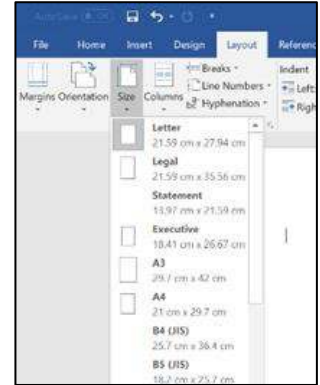 AutoSave
File Home Insert Design Layout Referenc
Breaks Indent
Line Numbers Left:
Margins Orientation Size Columns Hyphenation Righ
Letter
21.59 cm x 27.94 cm
Legal
21.59 cm x 35.56 cm
Statement
13.97 cm x 21.59 cm
Executive
18.41 cm x 26.67 cm
A3
29.7 cm x 42 cm
A4
21 cm x 29.7 cm
B4 (JIS)
25.7 cm x 36.4 cm
B5 (JIS)
18.2 cm x 25.7 cm